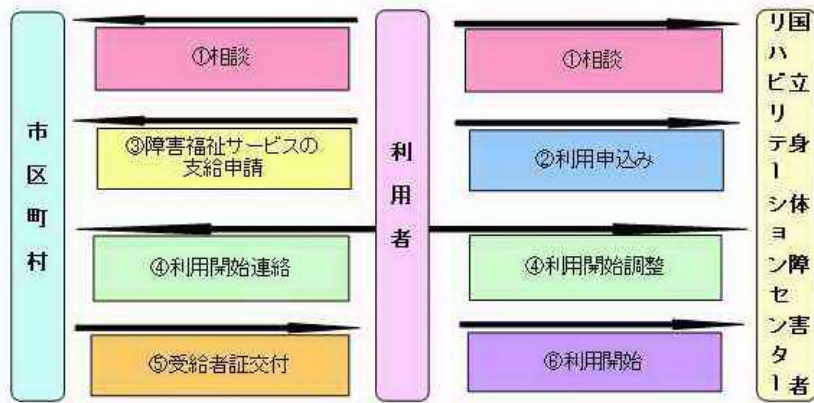 市区町村
①相談
③障害福祉サービスの
支給申請
④利用開始連絡
⑤受給者証交付
利用者
①相談
②利用申込み
④利用開始調整
⑥利用開始
国立身体障害者
リハビリテーションセンター